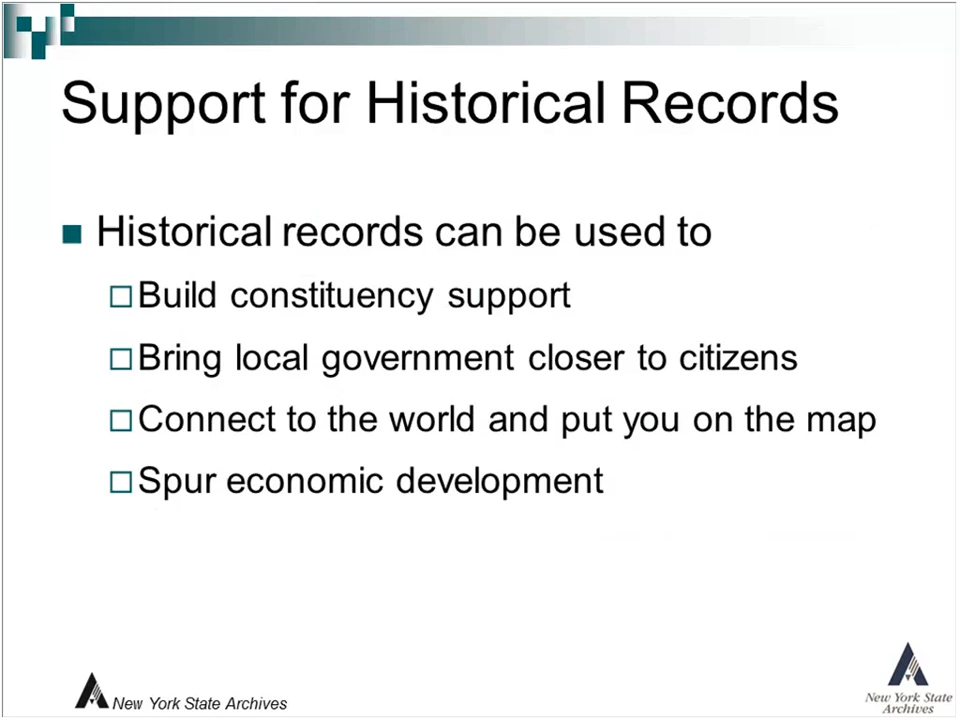 Support for Historical Records
Historical records can be used to
Build constituency support
Bring local government closer to citizens
Connect to the world and put you on the map
Spur economic development
New York State Archives
New York State
Archives